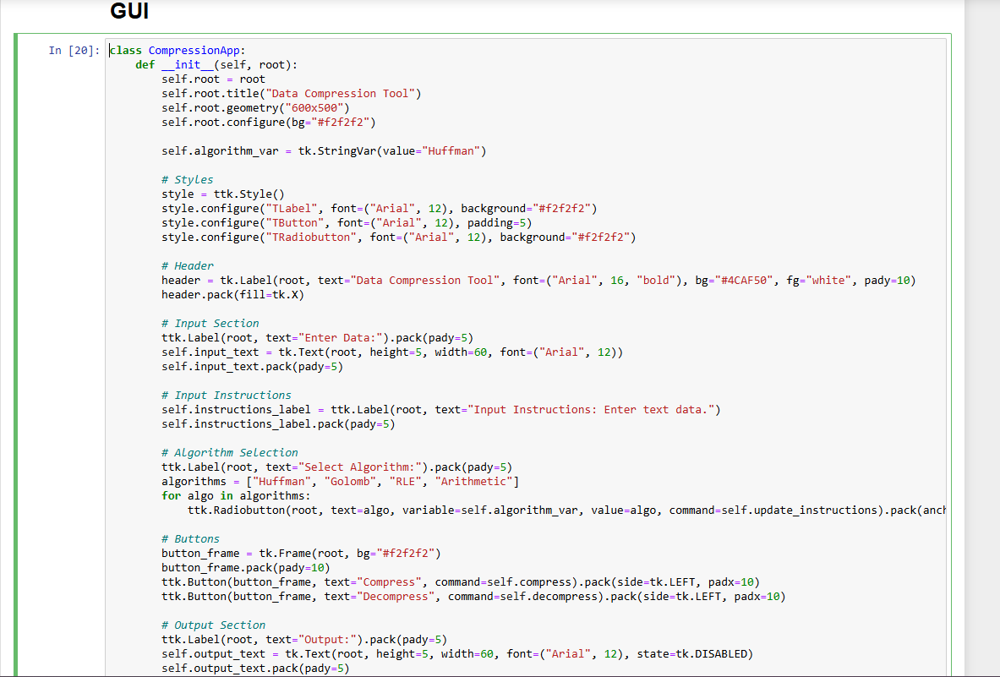 GUI
In [20]:
class CompressionApp:
    def __init__(self, root):
        self.root = root
        self.root.title("Data Compression Tool")
        self.root.geometry("600x500")
        self.root.configure(bg="#f2f2f2")

        self.algorithm_var = tk.StringVar(value="Huffman")

        # Styles
        style = ttk.Style()
        style.configure("TLabel", font=("Arial", 12), background="#f2f2f2")
        style.configure("TButton", font=("Arial", 12), padding=5)
        style.configure("TRadiobutton", font=("Arial", 12), background="#f2f2f2")

        # Header
        header = tk.Label(root, text="Data Compression Tool", font=("Arial", 16, "bold"), bg="#4CAF50", fg="white", pady=10)
        header.pack(fill=tk.X)

        # Input Section
        ttk.Label(root, text="Enter Data:").pack(pady=5)
        self.input_text = tk.Text(root, height=5, width=60, font=("Arial", 12))
        self.input_text.pack(pady=5)

        # Input Instructions
        self.instructions_label = ttk.Label(root, text="Input Instructions: Enter text data.")
        self.instructions_label.pack(pady=5)

        # Algorithm Selection
        ttk.Label(root, text="Select Algorithm:").pack(pady=5)
        algorithms = ["Huffman", "Golomb", "RLE", "Arithmetic"]
        for algo in algorithms:
            ttk.Radiobutton(root, text=algo, variable=self.algorithm_var, value=algo, command=self.update_instructions).pack(anch

        # Buttons
        button_frame = tk.Frame(root, bg="#f2f2f2")
        button_frame.pack(pady=10)
        ttk.Button(button_frame, text="Compress", command=self.compress).pack(side=tk.LEFT, padx=10)
        ttk.Button(button_frame, text="Decompress", command=self.decompress).pack(side=tk.LEFT, padx=10)

        # Output Section
        ttk.Label(root, text="Output:").pack(pady=5)
        self.output_text = tk.Text(root, height=5, width=60, font=("Arial", 12), state=tk.DISABLED)
        self.output_text.pack(pady=5)